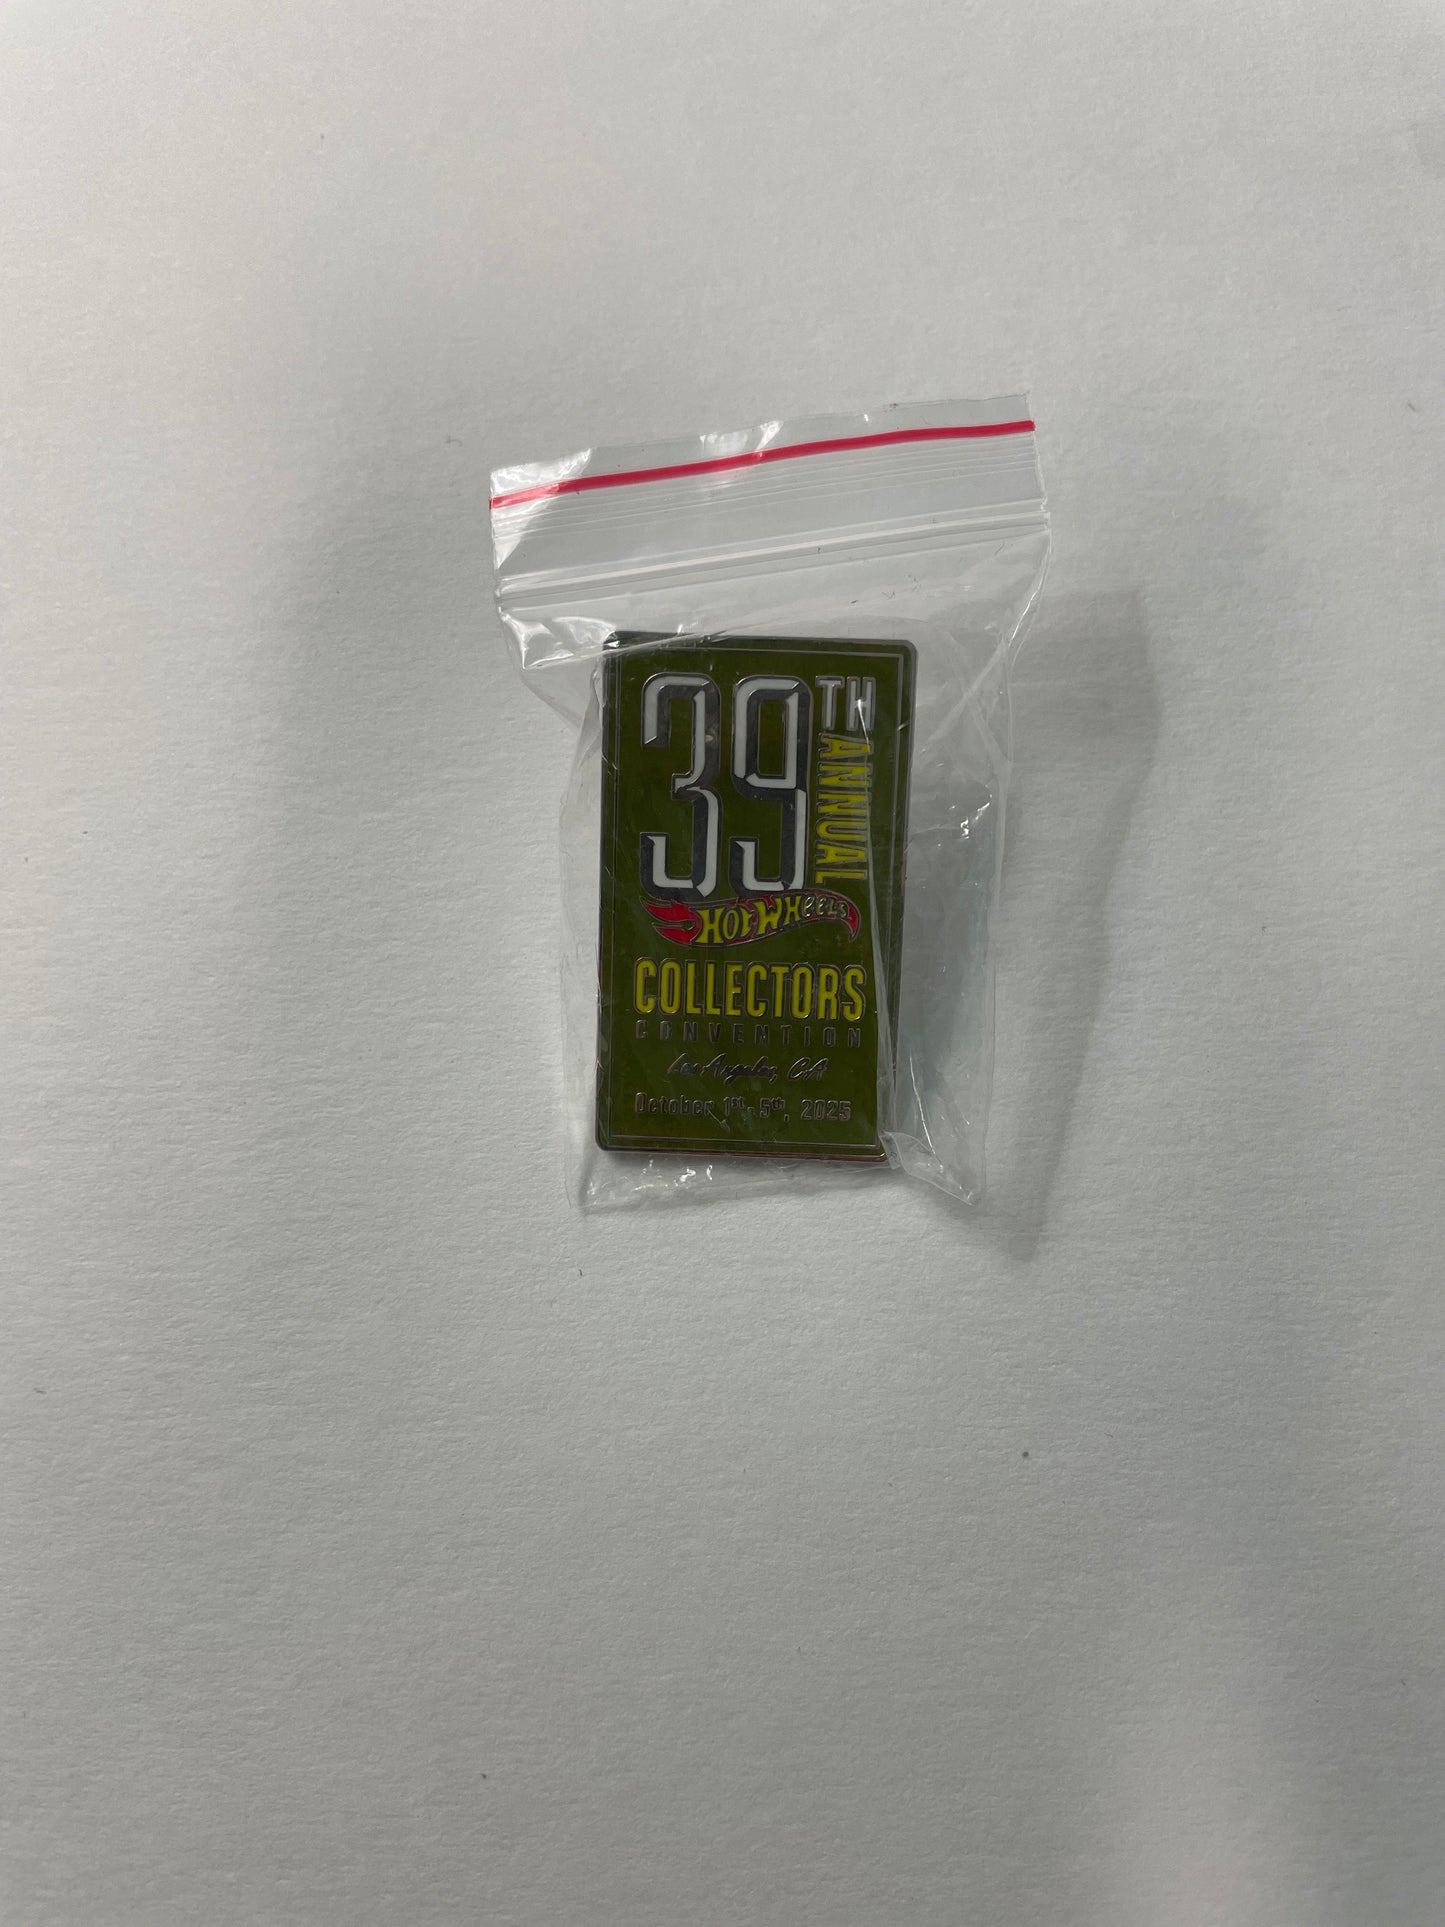 39TH
ANNUAL
HOT WHEELS
COLLECTORS
CONVENTION
Los Angeles, CA
October 1st - 5th, 2025